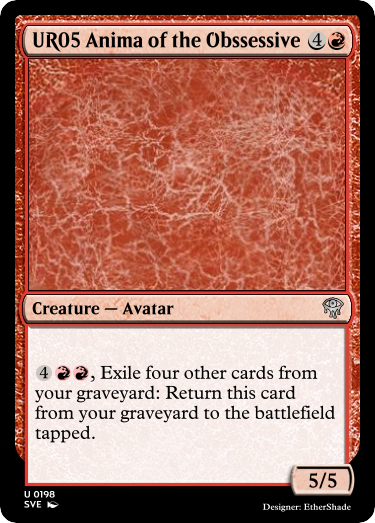 UR05 Anima of the Obssessive 4
Creature — Avatar
4, Exile four other cards from
your graveyard: Return this card
from your graveyard to the battlefield
tapped.
5/5
U 0198
SVE
Designer: EtherShade